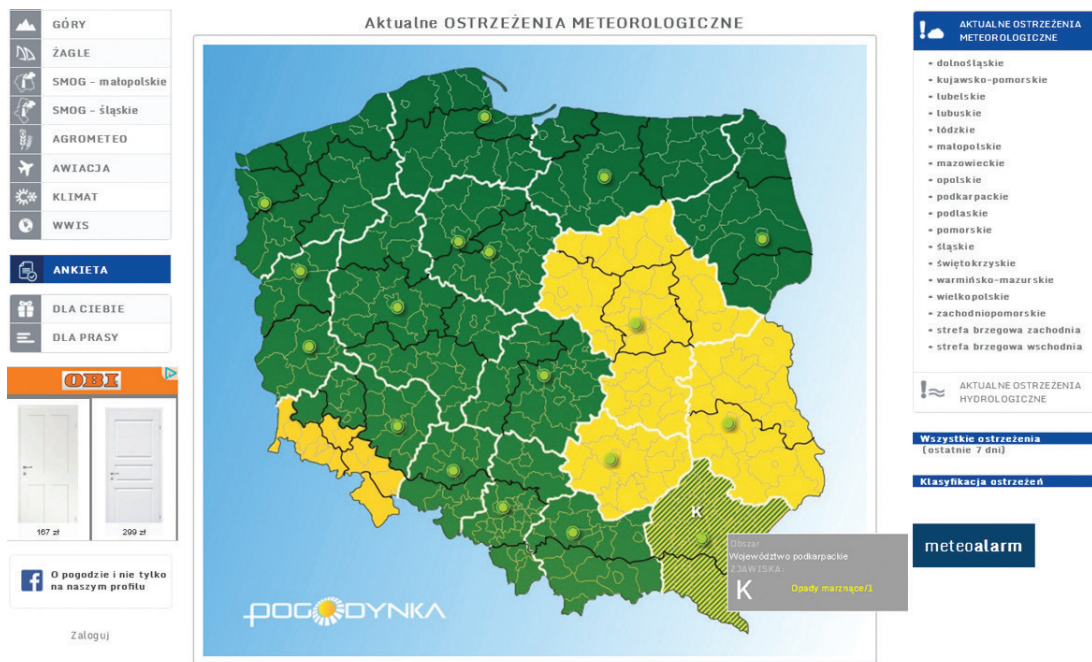 GÓRY
ŻAGLE
SMOG - małopolskie
SMOG - śląskie
AGROMETEO
AWIACJA
KLIMAT
WWIS
ANKIETA
DLA CIEBIE
DLA PRASY
OBI
167 zł
299 zł
O pogodzie i nie tylko
na naszym profilu
Zaloguj
Aktualne OSTRZEŻENIA METEOROLOGICZNE
K
Obszar
Województwo podkarpackie
ZJAWISKA:
K Opady marznące/1
POGODYNKA
AKTUALNE OSTRZEŻENIA
METEOROLOGICZNE
- dolnośląskie
- kujawsko-pomorskie
- lubelskie
- lubuskie
- łódzkie
- małopolskie
- mazowieckie
- opolskie
- podkarpackie
- podlaskie
- pomorskie
- śląskie
- świętokrzyskie
- warmińsko-mazurskie
- wielkopolskie
- zachodniopomorskie
- strefa brzegowa zachodnia
- strefa brzegowa wschodnia
AKTUALNE OSTRZEŻENIA
HYDROLOGICZNE
Wszystkie ostrzeżenia
(ostatnie 7 dni)
Klasyfikacja ostrzeżeń
meteoalarm